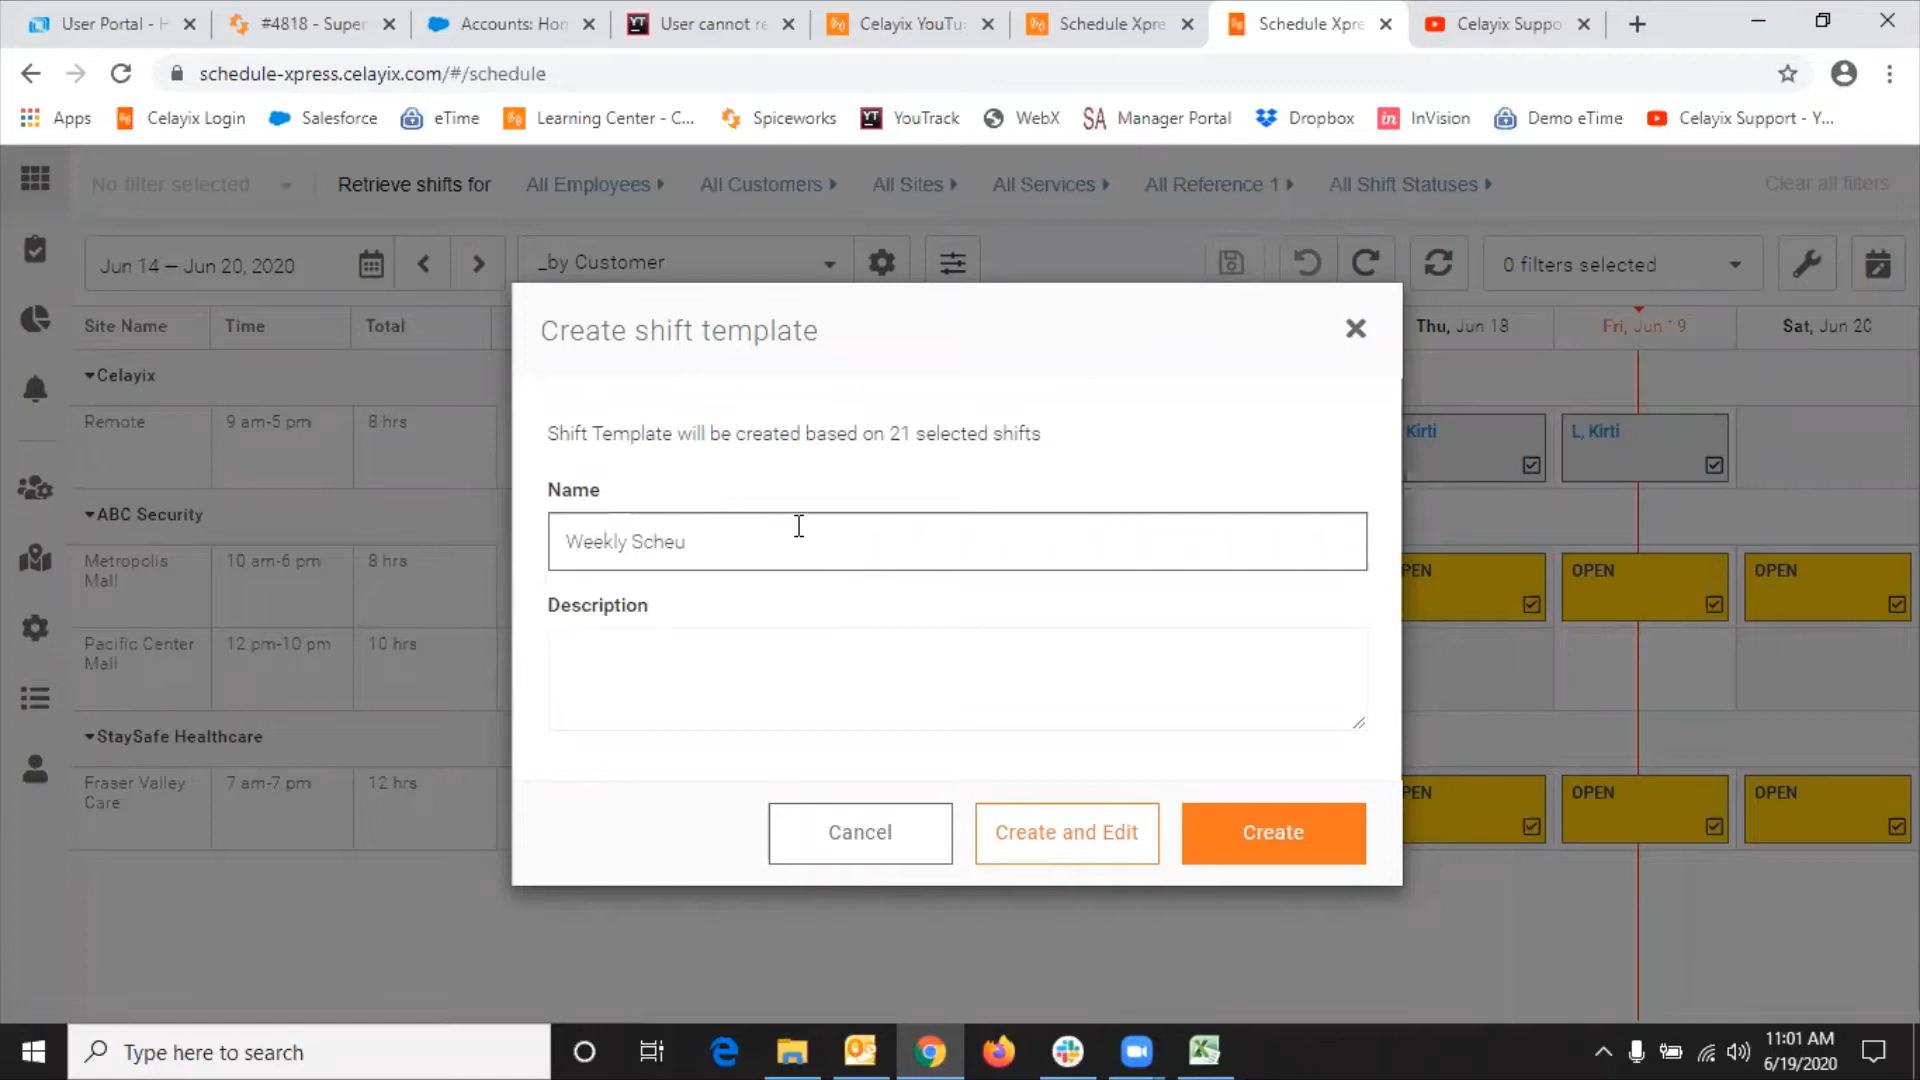 User Portal - H
#4818 - Super
Accounts: Hom
User cannot re
Celayix YouTu
Schedule Xpre
Schedule Xpre
Celayix Suppo
schedule-xpress.celayix.com/#/schedule
Apps
Celayix Login
Salesforce
eTime
Learning Center - C...
Spiceworks
YouTrack
WebX
SA Manager Portal
Dropbox
InVision
Demo eTime
Celayix Support - Y...
No filter selected
Retrieve shifts for
All Employees
All Customers
All Sites
All Services
All Reference 1
All Shift Statuses
Clear all filters
Jun 14 — Jun 20, 2020
_by Customer
0 filters selected
Site Name
Time
Total
Thu, Jun 18
Fri, Jun 19
Sat, Jun 20
Celayix
Remote
9 am-5 pm
8 hrs
Kirti
L, Kirti
ABC Security
Metropolis
Mall
10 am-6 pm
8 hrs
PEN
OPEN
OPEN
Pacific Center
Mall
12 pm-10 pm
10 hrs
StaySafe Healthcare
Fraser Valley
Care
7 am-7 pm
12 hrs
PEN
OPEN
OPEN
Create shift template
Shift Template will be created based on 21 selected shifts
Name
Weekly Scheu
Description
Cancel
Create and Edit
Create
Type here to search
11:01 AM
6/19/2020